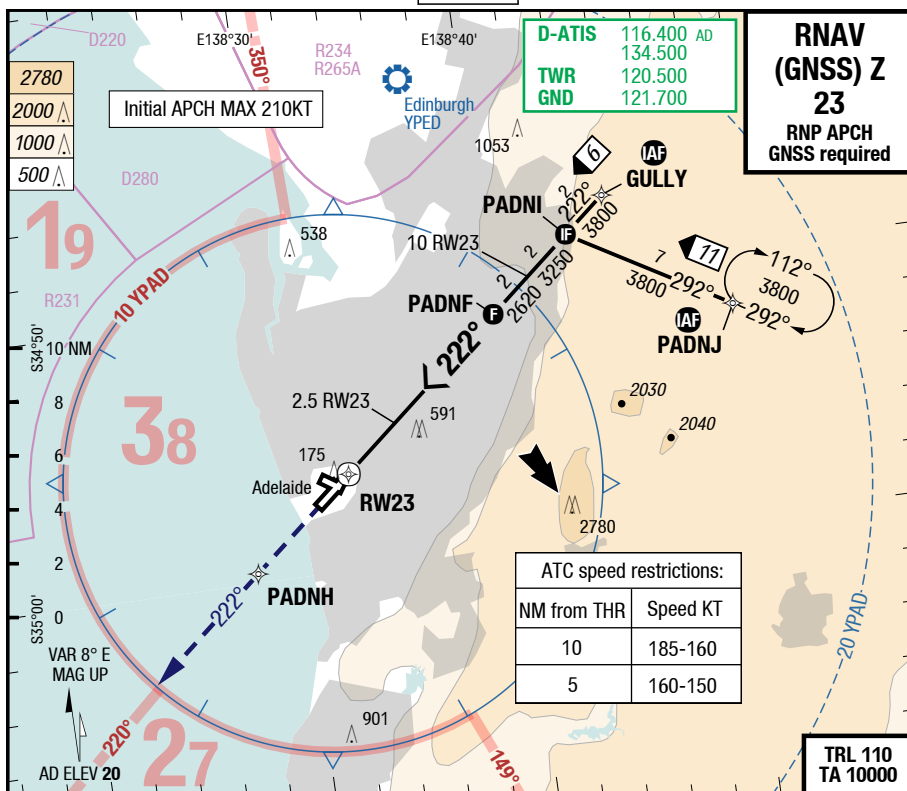 D220
E138°30'
350°
R234
R265A
E138°40'
D-ATIS 116.400 AD
134.500
TWR 120.500
GND 121.700
RNAV
(GNSS) Z
23
RNP APCH
GNSS required
2780
2000
1000
500
Initial APCH MAX 210KT
Edinburgh
YPED
1053
6
IAF
GULLY
2
222°
3800
PADNI
IF
D280
19
538
10 RW23
2
3250
2
2620
11
7
3800
292°
112°
3800
292°
IAF
PADNJ
R231
10 YPAD
PADNF
F
222°
S34°50'
10 NM
8
6
4
2
0
38
2.5 RW23
591
2030
2040
175
Adelaide
RW23
2780
PADNH
222°
S35°00'
ATC speed restrictions:
NM from THR Speed KT
10 185-160
5 160-150
20 YPAD
VAR 8° E
MAG UP
220°
27
901
149°
AD ELEV 20
TRL 110
TA 10000